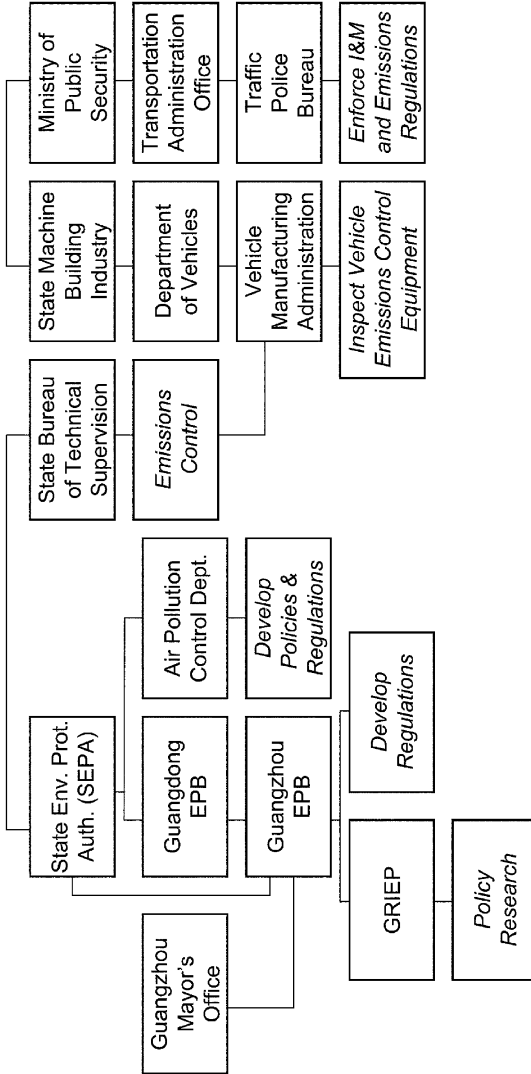 State Env. Prot.
Auth. (SEPA)
State Bureau
of Technical
Supervision
State Machine
Building
Industry
Ministry of
Public
Security
Guangzhou
Mayor's
Office
Guangdong
EPB
Air Pollution
Control Dept.
Emissions
Control
Department
of Vehicles
Transportation
Administration
Office
Guangzhou
EPB
Develop
Policies &
Regulations
Vehicle
Manufacturing
Administration
Traffic
Police
Bureau
GRIEP
Develop
Regulations
Inspect Vehicle
Emissions Control
Equipment
Enforce I&M
and Emissions
Regulations
Policy
Research